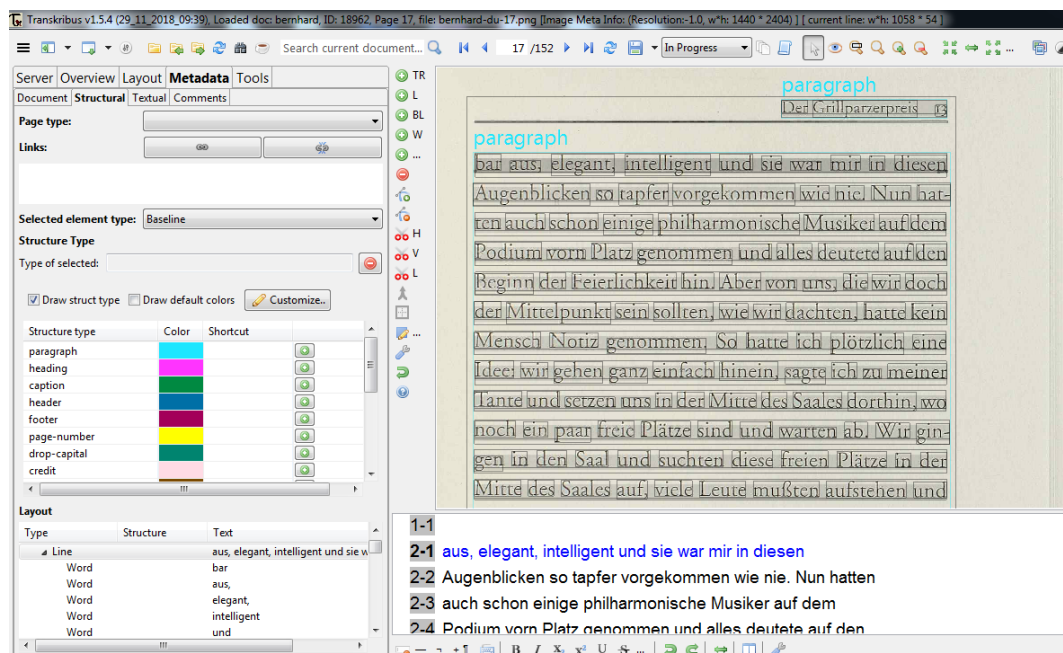 Transkribus v1.5.4 (29_11_2018_09:39), Loaded doc: bernhard, ID: 18962, Page 17, file: bernhard-du-17.png [Image Meta Info: (Resolution:-1.0, w*h: 1440 * 2404) ] [ current line: w*h: 1058 * 54 ]
Search current document... 17 /152 In Progress
Server Overview Layout Metadata Tools
Document Structural Textual Comments
Page type:
Links:
Selected element type: Baseline
Structure Type
Type of selected:
Draw struct type Draw default colors Customize..
Structure type Color Shortcut
paragraph
heading
caption
header
footer
page-number
drop-capital
credit
Layout
Type Structure Text
Line aus, elegant, intelligent und sie w
Word bar
Word aus,
Word elegant,
Word intelligent
Word und
TR
L
BL
W
...
H
V
L
...
paragraph
Der Grillparzerpreis 13
paragraph
bar aus, elegant, intelligent und sie war mir in diesen
Augenblicken so tapfer vorgekommen wie nie. Nun hat-
ten auch schon einige philharmonische Musiker auf dem
Podium vorn Platz genommen und alles deutete auf den
Beginn der Feierlichkeit hin. Aber von uns, die wir doch
der Mittelpunkt sein sollten, wie wir dachten, hatte kein
Mensch Notiz genommen. So hatte ich plötzlich eine
Idee: wir gehen ganz einfach hinein, sagte ich zu meiner
Tante und setzen uns in der Mitte des Saales dorthin, wo
noch ein paar freie Plätze sind und warten ab. Wir gin-
gen in den Saal und suchten diese freien Plätze in der
Mitte des Saales auf, viele Leute mußten aufstehen und
1-1
2-1 aus, elegant, intelligent und sie war mir in diesen
2-2 Augenblicken so tapfer vorgekommen wie nie. Nun hatten
2-3 auch schon einige philharmonische Musiker auf dem
2-4 Podium vorn Platz genommen und alles deutete auf den
B I X₂ X² U S ...